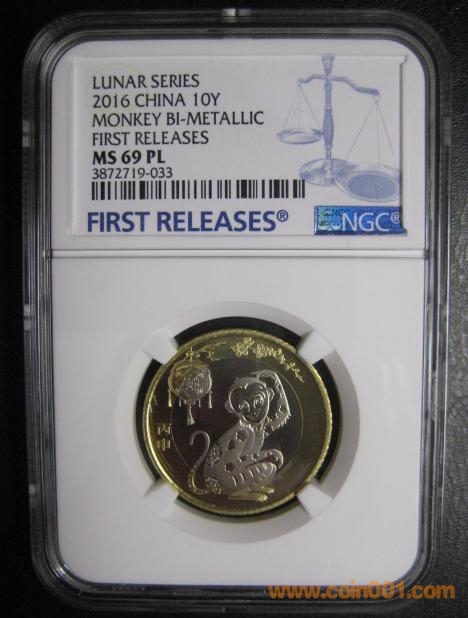 LUNAR SERIES
2016 CHINA 10Y
MONKEY BI-METALLIC
FIRST RELEASES
MS 69 PL
3872719-033
FIRST RELEASES®
NGC®
丙申
www.coin001.com